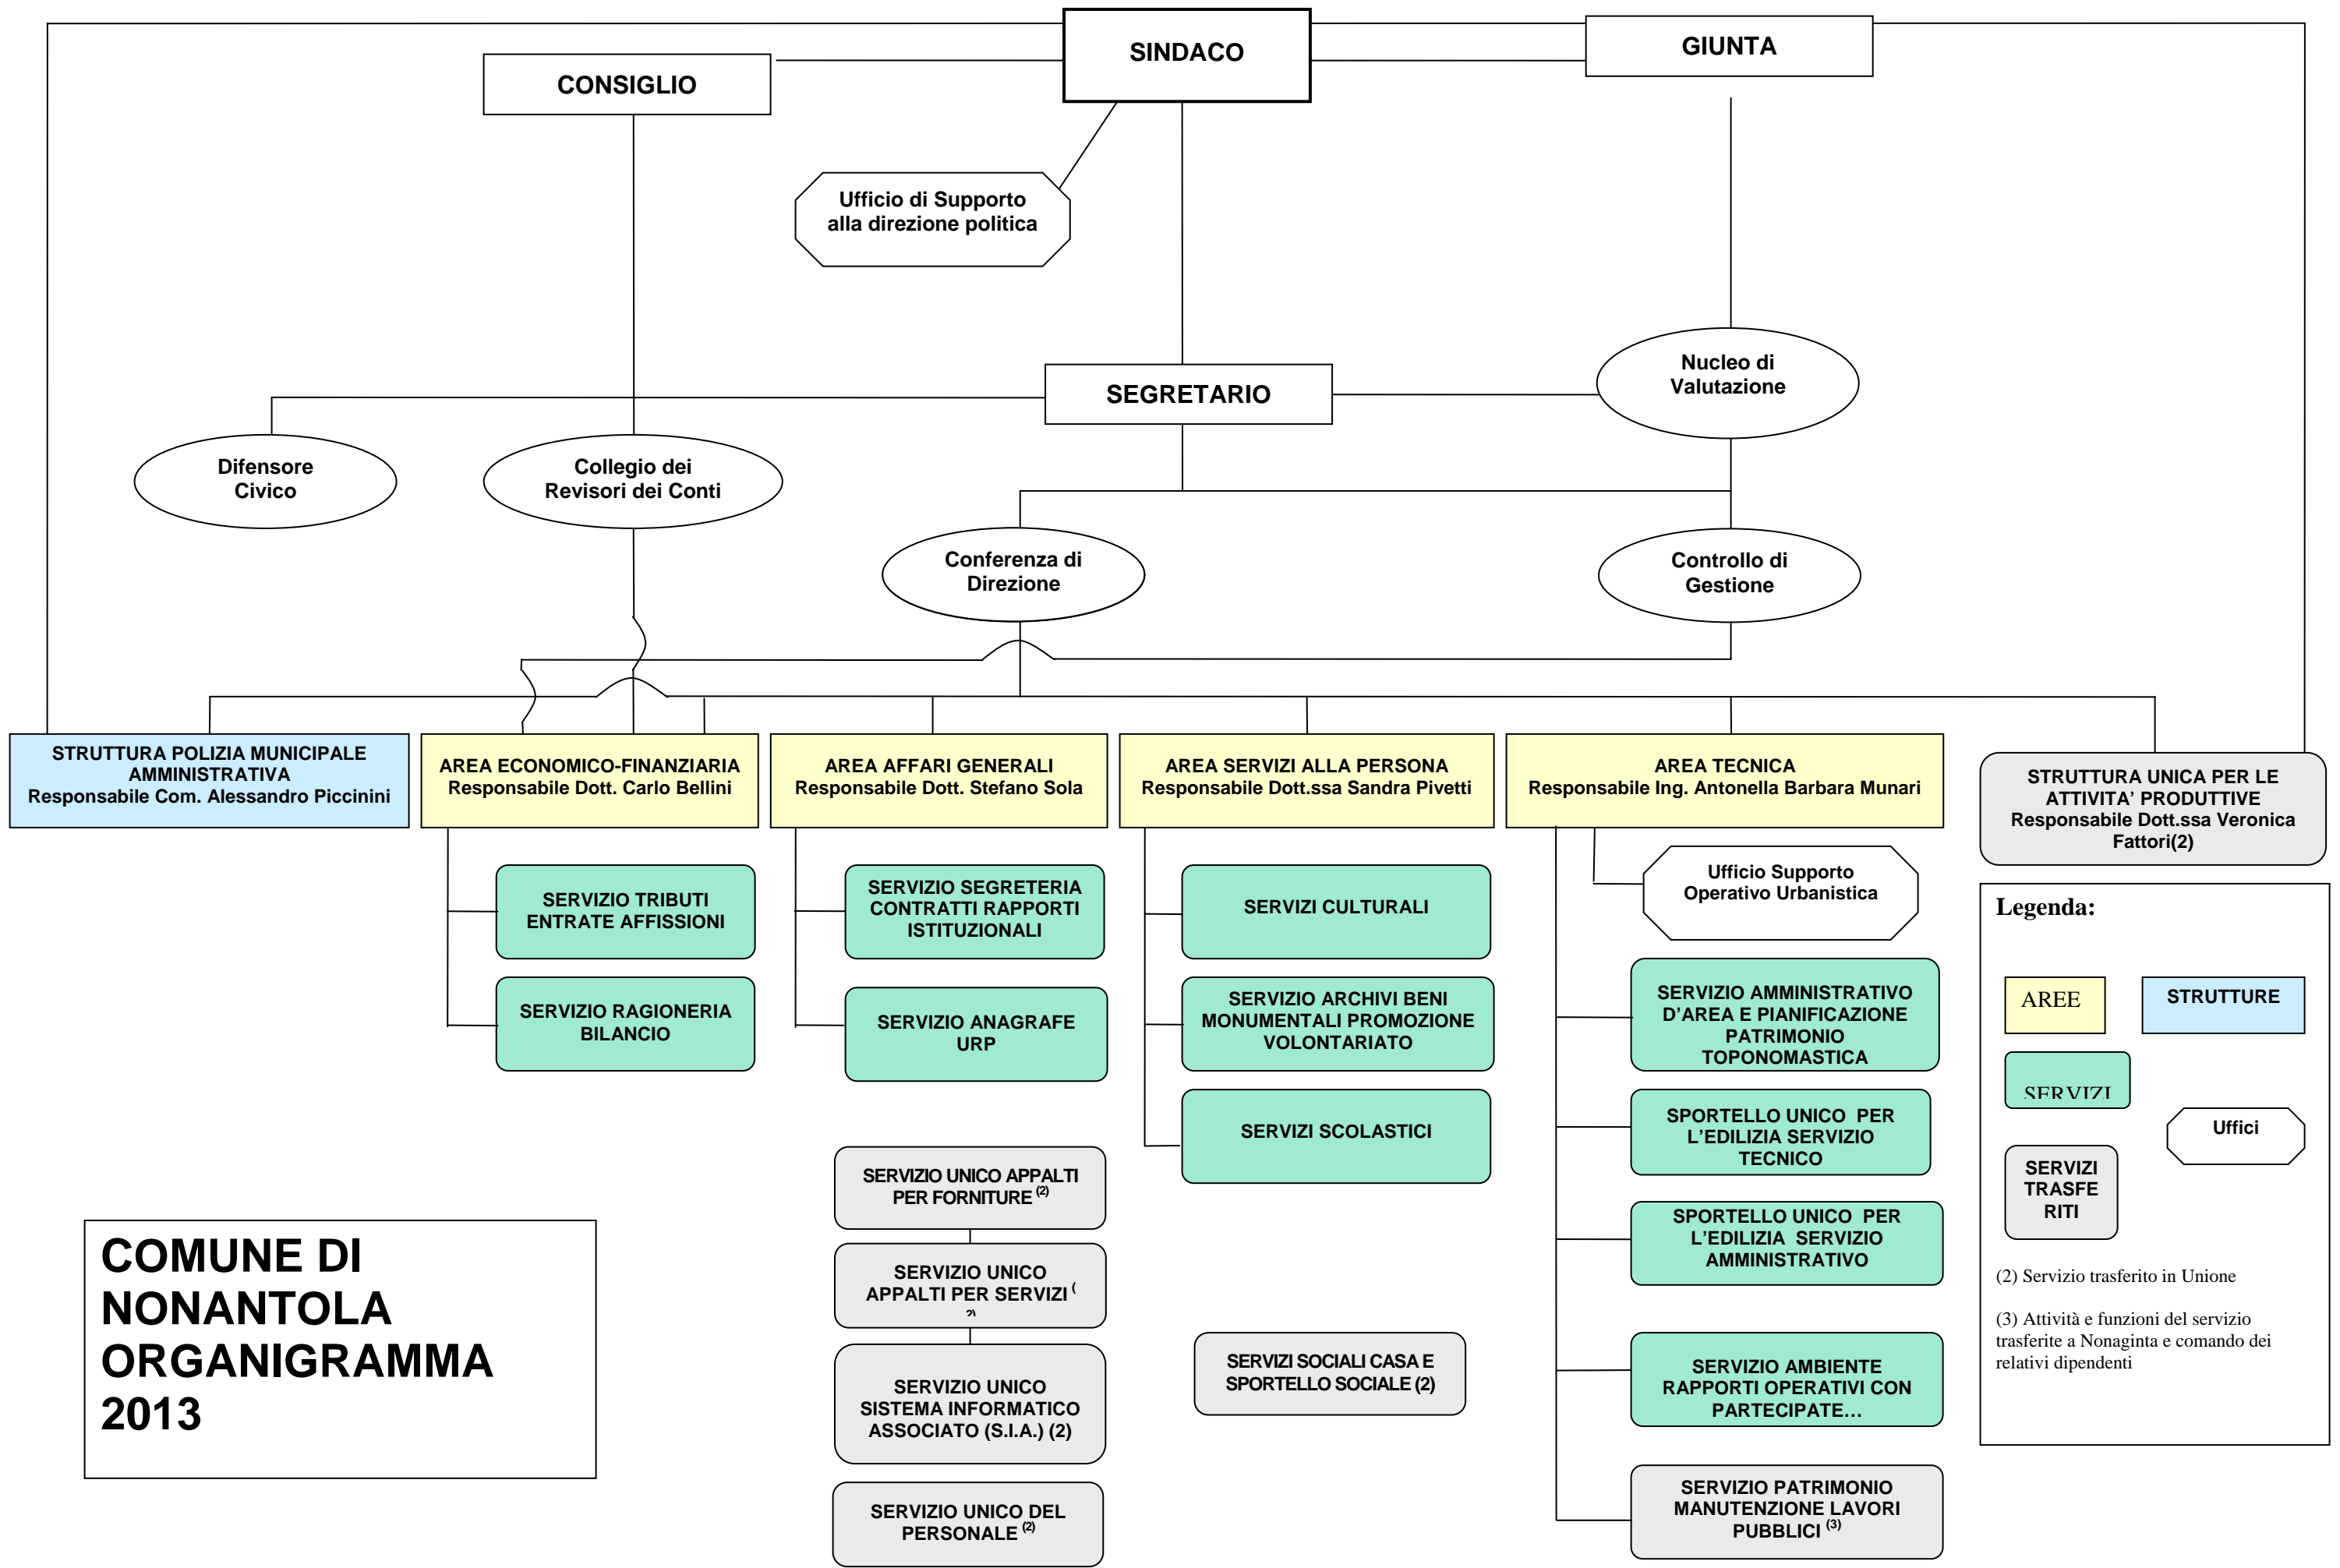 SINDACO
GIUNTA
CONSIGLIO
Ufficio di Supporto
alla direzione politica
SEGRETARIO
Nucleo di
Valutazione
Difensore
Civico
Collegio dei
Revisori dei Conti
Conferenza di
Direzione
Controllo di
Gestione
STRUTTURA POLIZIA MUNICIPALE
AMMINISTRATIVA
Responsabile Com. Alessandro Piccinini
AREA ECONOMICO-FINANZIARIA
Responsabile Dott. Carlo Bellini
AREA AFFARI GENERALI
Responsabile Dott. Stefano Sola
AREA SERVIZI ALLA PERSONA
Responsabile Dott.ssa Sandra Pivetti
AREA TECNICA
Responsabile Ing. Antonella Barbara Munari
STRUTTURA UNICA PER LE
ATTIVITA’ PRODUTTIVE
Responsabile Dott.ssa Veronica
Fattori(2)
SERVIZIO TRIBUTI
ENTRATE AFFISSIONI
SERVIZIO RAGIONERIA
BILANCIO
SERVIZIO SEGRETERIA
CONTRATTI RAPPORTI
ISTITUZIONALI
SERVIZIO ANAGRAFE
URP
SERVIZIO UNICO APPALTI
PER FORNITURE (2)
SERVIZIO UNICO
APPALTI PER SERVIZI (
2)
SERVIZIO UNICO
SISTEMA INFORMATICO
ASSOCIATO (S.I.A.) (2)
SERVIZIO UNICO DEL
PERSONALE (2)
SERVIZI CULTURALI
SERVIZIO ARCHIVI BENI
MONUMENTALI PROMOZIONE
VOLONTARIATO
SERVIZI SCOLASTICI
SERVIZI SOCIALI CASA E
SPORTELLO SOCIALE (2)
Ufficio Supporto
Operativo Urbanistica
SERVIZIO AMMINISTRATIVO
D’AREA E PIANIFICAZIONE
PATRIMONIO
TOPONOMASTICA
SPORTELLO UNICO PER
L’EDILIZIA SERVIZIO
TECNICO
SPORTELLO UNICO PER
L’EDILIZIA SERVIZIO
AMMINISTRATIVO
SERVIZIO AMBIENTE
RAPPORTI OPERATIVI CON
PARTECIPATE…
SERVIZIO PATRIMONIO
MANUTENZIONE LAVORI
PUBBLICI (3)
Legenda:
AREE
STRUTTURE
SERVIZI
Uffici
SERVIZI
TRASFE
RITI
(2) Servizio trasferito in Unione
(3) Attività e funzioni del servizio
trasferite a Nonaginta e comando dei
relativi dipendenti
COMUNE DI
NONANTOLA
ORGANIGRAMMA
2013